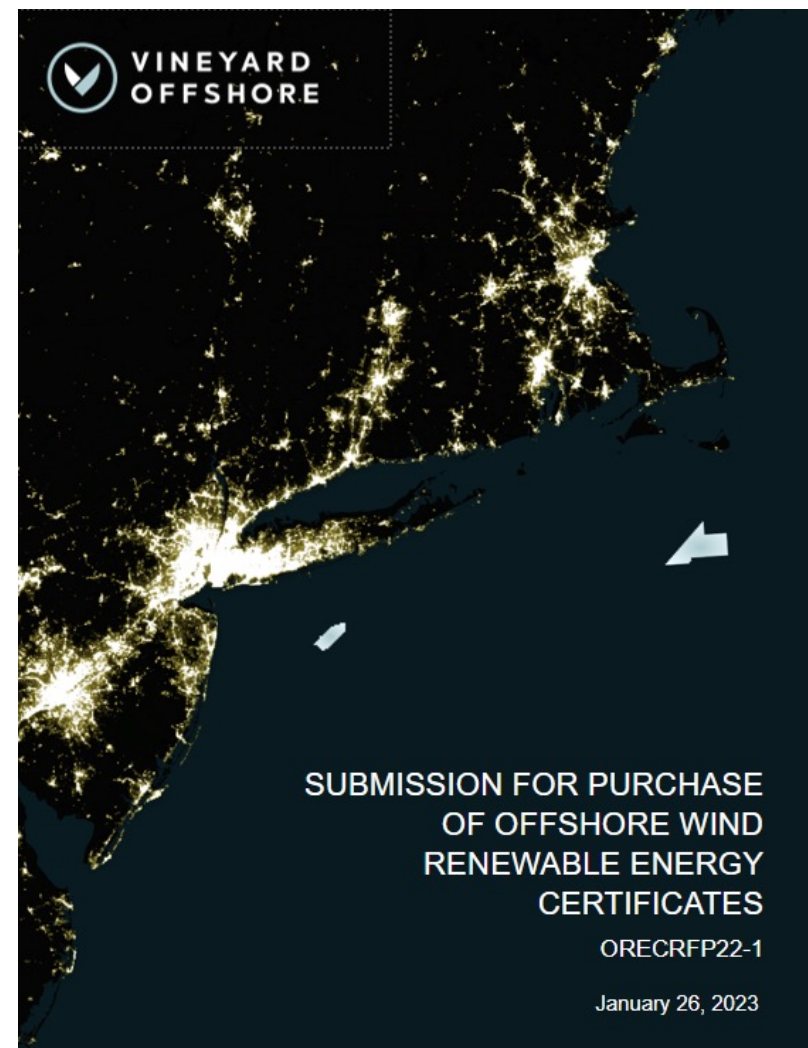 VINEYARD
OFFSHORE
SUBMISSION FOR PURCHASE
OF OFFSHORE WIND
RENEWABLE ENERGY
CERTIFICATES
ORECRFP22-1
January 26, 2023